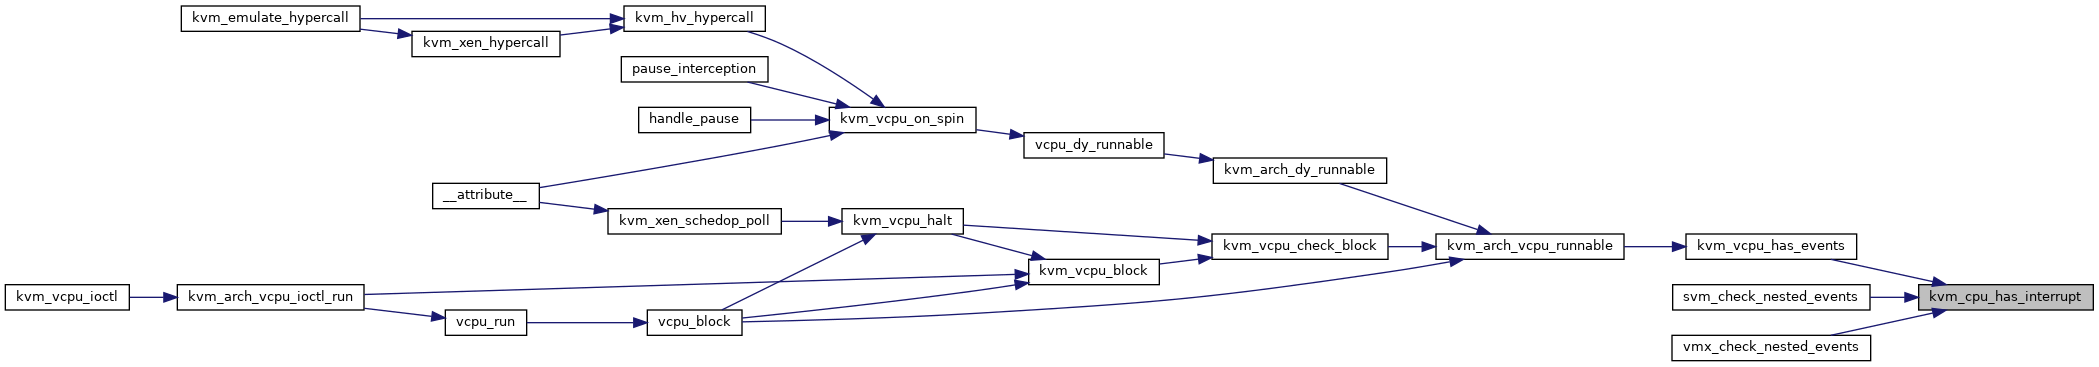 kvm_emulate_hypercall
kvm_hv_hypercall
kvm_xen_hypercall
pause_interception
handle_pause
kvm_vcpu_on_spin
vcpu_dy_runnable
kvm_arch_dy_runnable
__attribute__
kvm_xen_schedop_poll
kvm_vcpu_halt
kvm_vcpu_check_block
kvm_arch_vcpu_runnable
kvm_vcpu_has_events
kvm_vcpu_block
kvm_vcpu_ioctl
kvm_arch_vcpu_ioctl_run
svm_check_nested_events
kvm_cpu_has_interrupt
vcpu_run
vcpu_block
vmx_check_nested_events